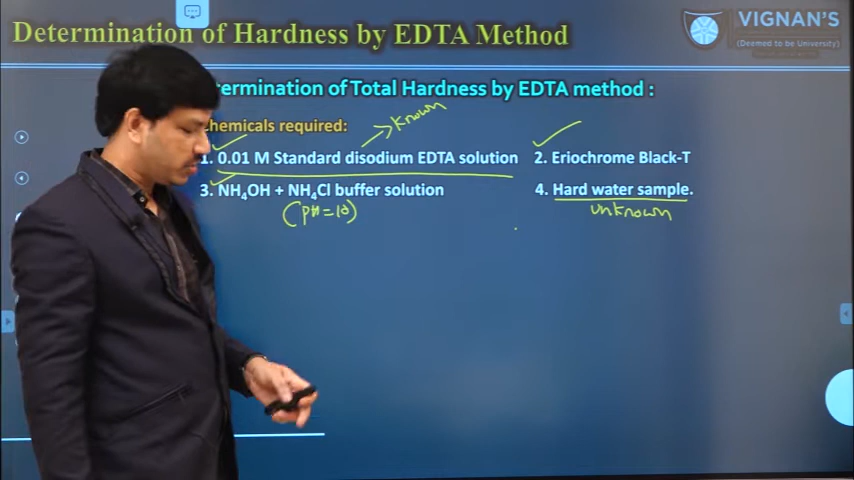 Determination of Hardness by EDTA Method
VIGNAN'S
(Deemed to be University)
termination of Total Hardness by EDTA method :
chemicals required:
Known
1. 0.01 M Standard disodium EDTA solution
2. Eriochrome Black-T
3. NH4OH + NH4Cl buffer solution
4. Hard water sample.
(PH=10)
unknown